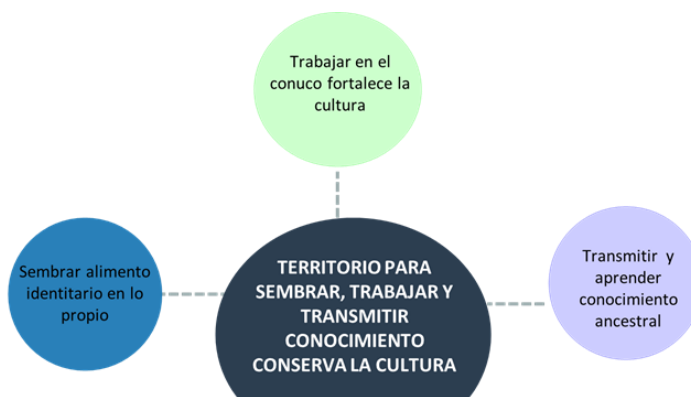 Trabajar en el
conuco fortalece la
cultura
Sembrar alimento
identitario en lo
propio
TERRITORIO PARA
SEMBRAR, TRABAJAR Y
TRANSMITIR
CONOCIMIENTO
CONSERVA LA CULTURA
Transmitir y
aprender
conocimiento
ancestral